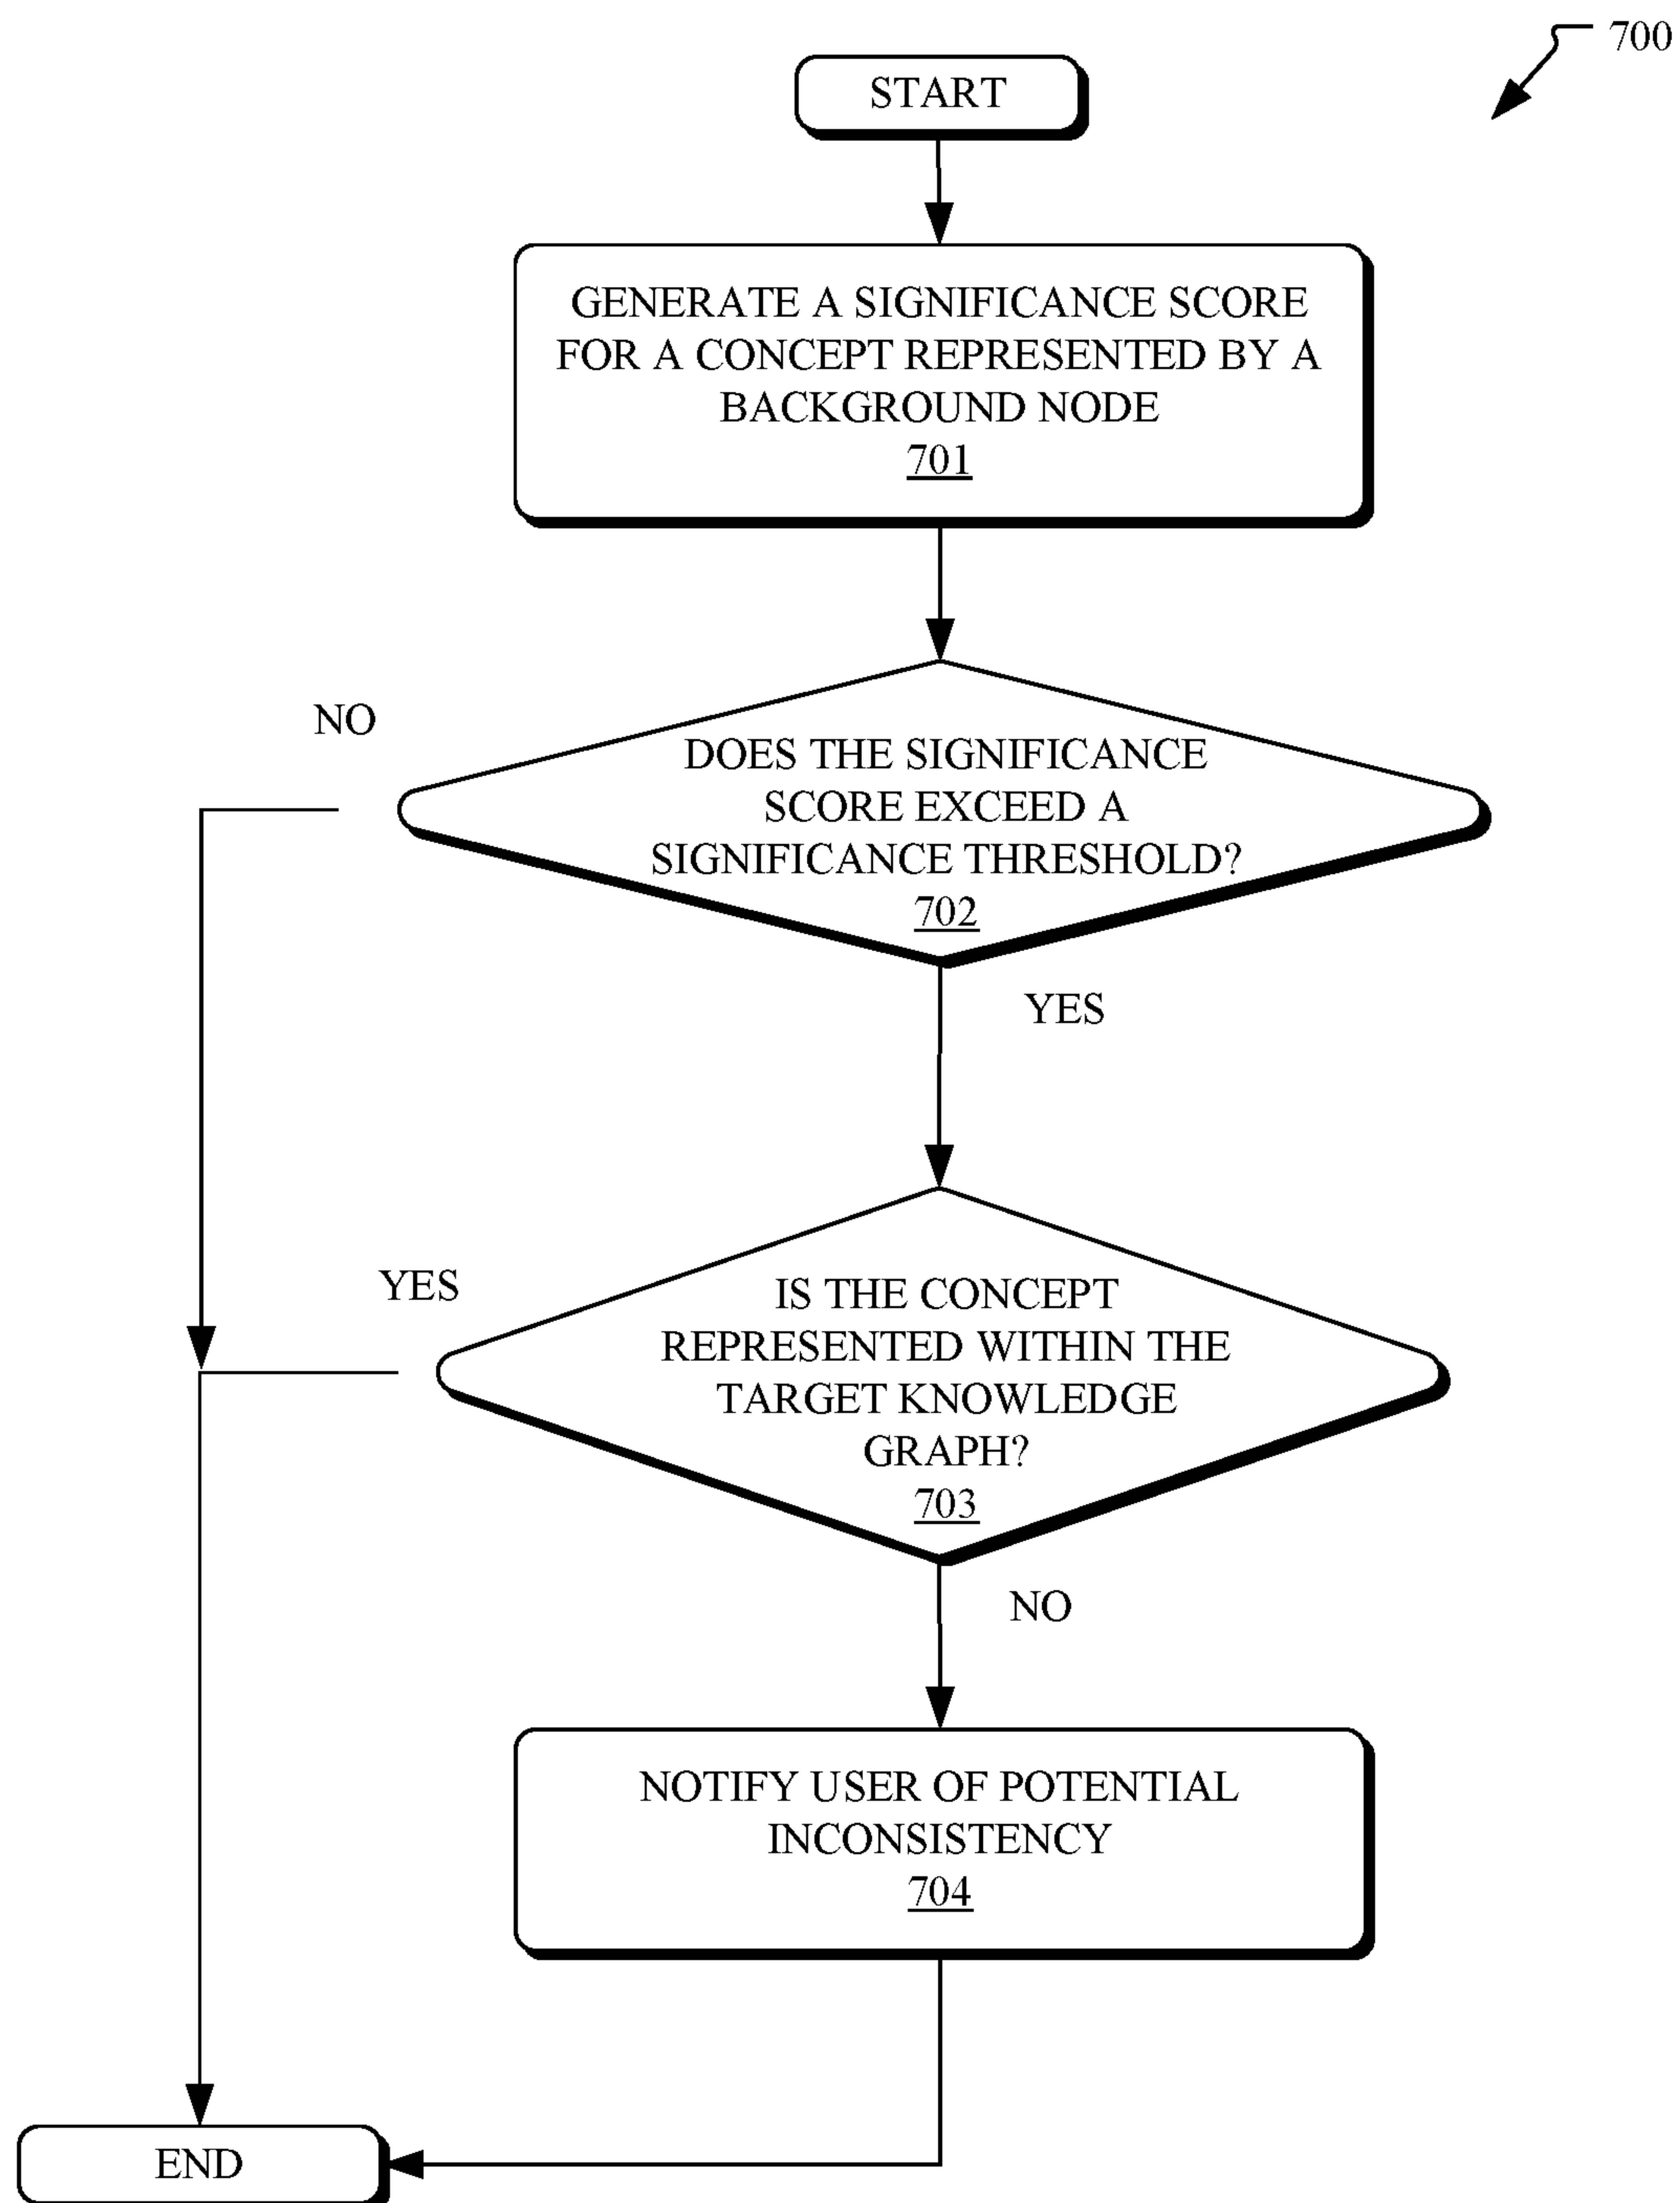 700
START
GENERATE A SIGNIFICANCE SCORE
FOR A CONCEPT REPRESENTED BY A
BACKGROUND NODE
701
NO
DOES THE SIGNIFICANCE
SCORE EXCEED A
SIGNIFICANCE THRESHOLD?
702
YES
YES
IS THE CONCEPT
REPRESENTED WITHIN THE
TARGET KNOWLEDGE
GRAPH?
703
NO
NOTIFY USER OF POTENTIAL
INCONSISTENCY
704
END